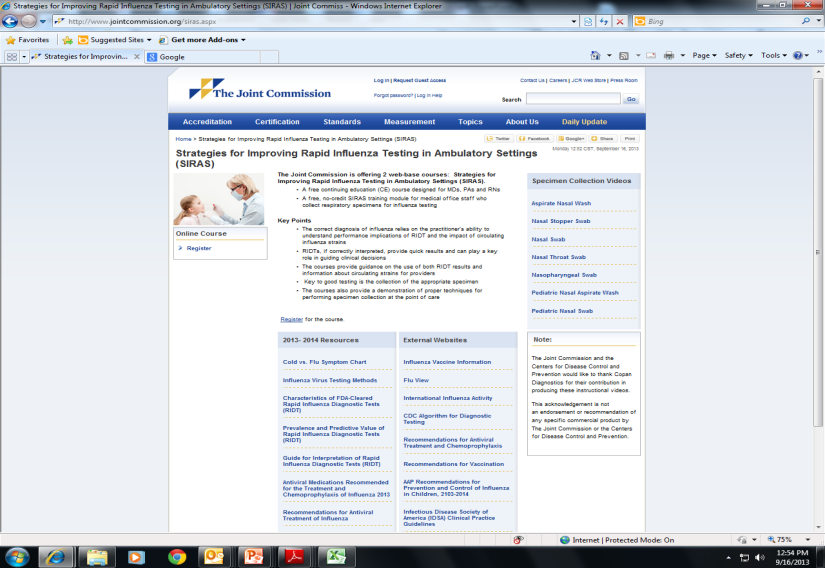 Strategies for Improving Rapid Influenza Testing in Ambulatory Settings (SIRAS) | Joint Commiss - Windows Internet Explorer
http://www.jointcommission.org/siras.aspx
Bing
Favorites
Suggested Sites
Get more Add-ons
Strategies for Improvin...
Google
Page
Safety
Tools
The Joint Commission
Log In | Request Guest Access
Forgot password? | Log In Help
Contact Us | Careers | JCR Web Store | Press Room
Search
Go
Accreditation
Certification
Standards
Measurement
Topics
About Us
Daily Update
Home > Strategies for Improving Rapid Influenza Testing in Ambulatory Settings (SIRAS)
Twitter
Facebook
Google+
Share
Print
Monday 12:52 CST, September 16, 2013
Strategies for Improving Rapid Influenza Testing in Ambulatory Settings
(SIRAS)
Online Course
Register
The Joint Commission is offering 2 web-base courses: Strategies for
Improving Rapid Influenza Testing in Ambulatory Settings (SIRAS).
• A free continuing education (CE) course designed for MDs, PAs and RNs
• A free, no-credit SIRAS training module for medical office staff who
collect respiratory specimens for influenza testing
Key Points
• The correct diagnosis of influenza relies on the practitioner's ability to
understand performance implications of RIDT and the impact of circulating
influenza strains
• RIDTs, if correctly interpreted, provide quick results and can play a key
role in guiding clinical decisions
• The courses provide guidance on the use of both RIDT results and
information about circulating strains for providers
• Key to good testing is the collection of the appropriate specimen
• The courses also provide a demonstration of proper techniques for
performing specimen collection at the point of care
Register for the course.
Specimen Collection Videos
Aspirate Nasal Wash
Nasal Stopper Swab
Nasal Swab
Nasal Throat Swab
Nasopharyngeal Swab
Pediatric Nasal Aspirate Wash
Pediatric Nasal Swab
2013- 2014 Resources
Cold vs. Flu Symptom Chart
Influenza Virus Testing Methods
Characteristics of FDA-Cleared
Rapid Influenza Diagnostic Tests
(RIDT)
Prevalence and Predictive Value of
Rapid Influenza Diagnostic Tests
(RIDT)
Guide for Interpretation of Rapid
Influenza Diagnostic Tests (RIDT)
Antiviral Medications Recommended
for the Treatment and
Chemoprophylaxis of Influenza 2013
Recommendations for Antiviral
Treatment of Influenza
External Websites
Influenza Vaccine Information
Flu View
International Influenza Activity
CDC Algorithm for Diagnostic
Testing
Recommendations for Antiviral
Treatment and Chemoprophylaxis
Recommendations for Vaccination
AAP Recommendations for
Prevention and Control of Influenza
in Children, 2103-2014
Infectious Disease Society of
America (IDSA) Clinical Practice
Guidelines
Note:
The Joint Commission and the
Centers for Disease Control and
Prevention would like to thank Copan
Diagnostics for their contribution in
producing these instructional videos.
This acknowledgement is not
an endorsement or recommendation of
any specific commercial product by
The Joint Commission or the Centers
for Disease Control and Prevention.
Internet | Protected Mode: On
75%
12:54 PM
9/16/2013